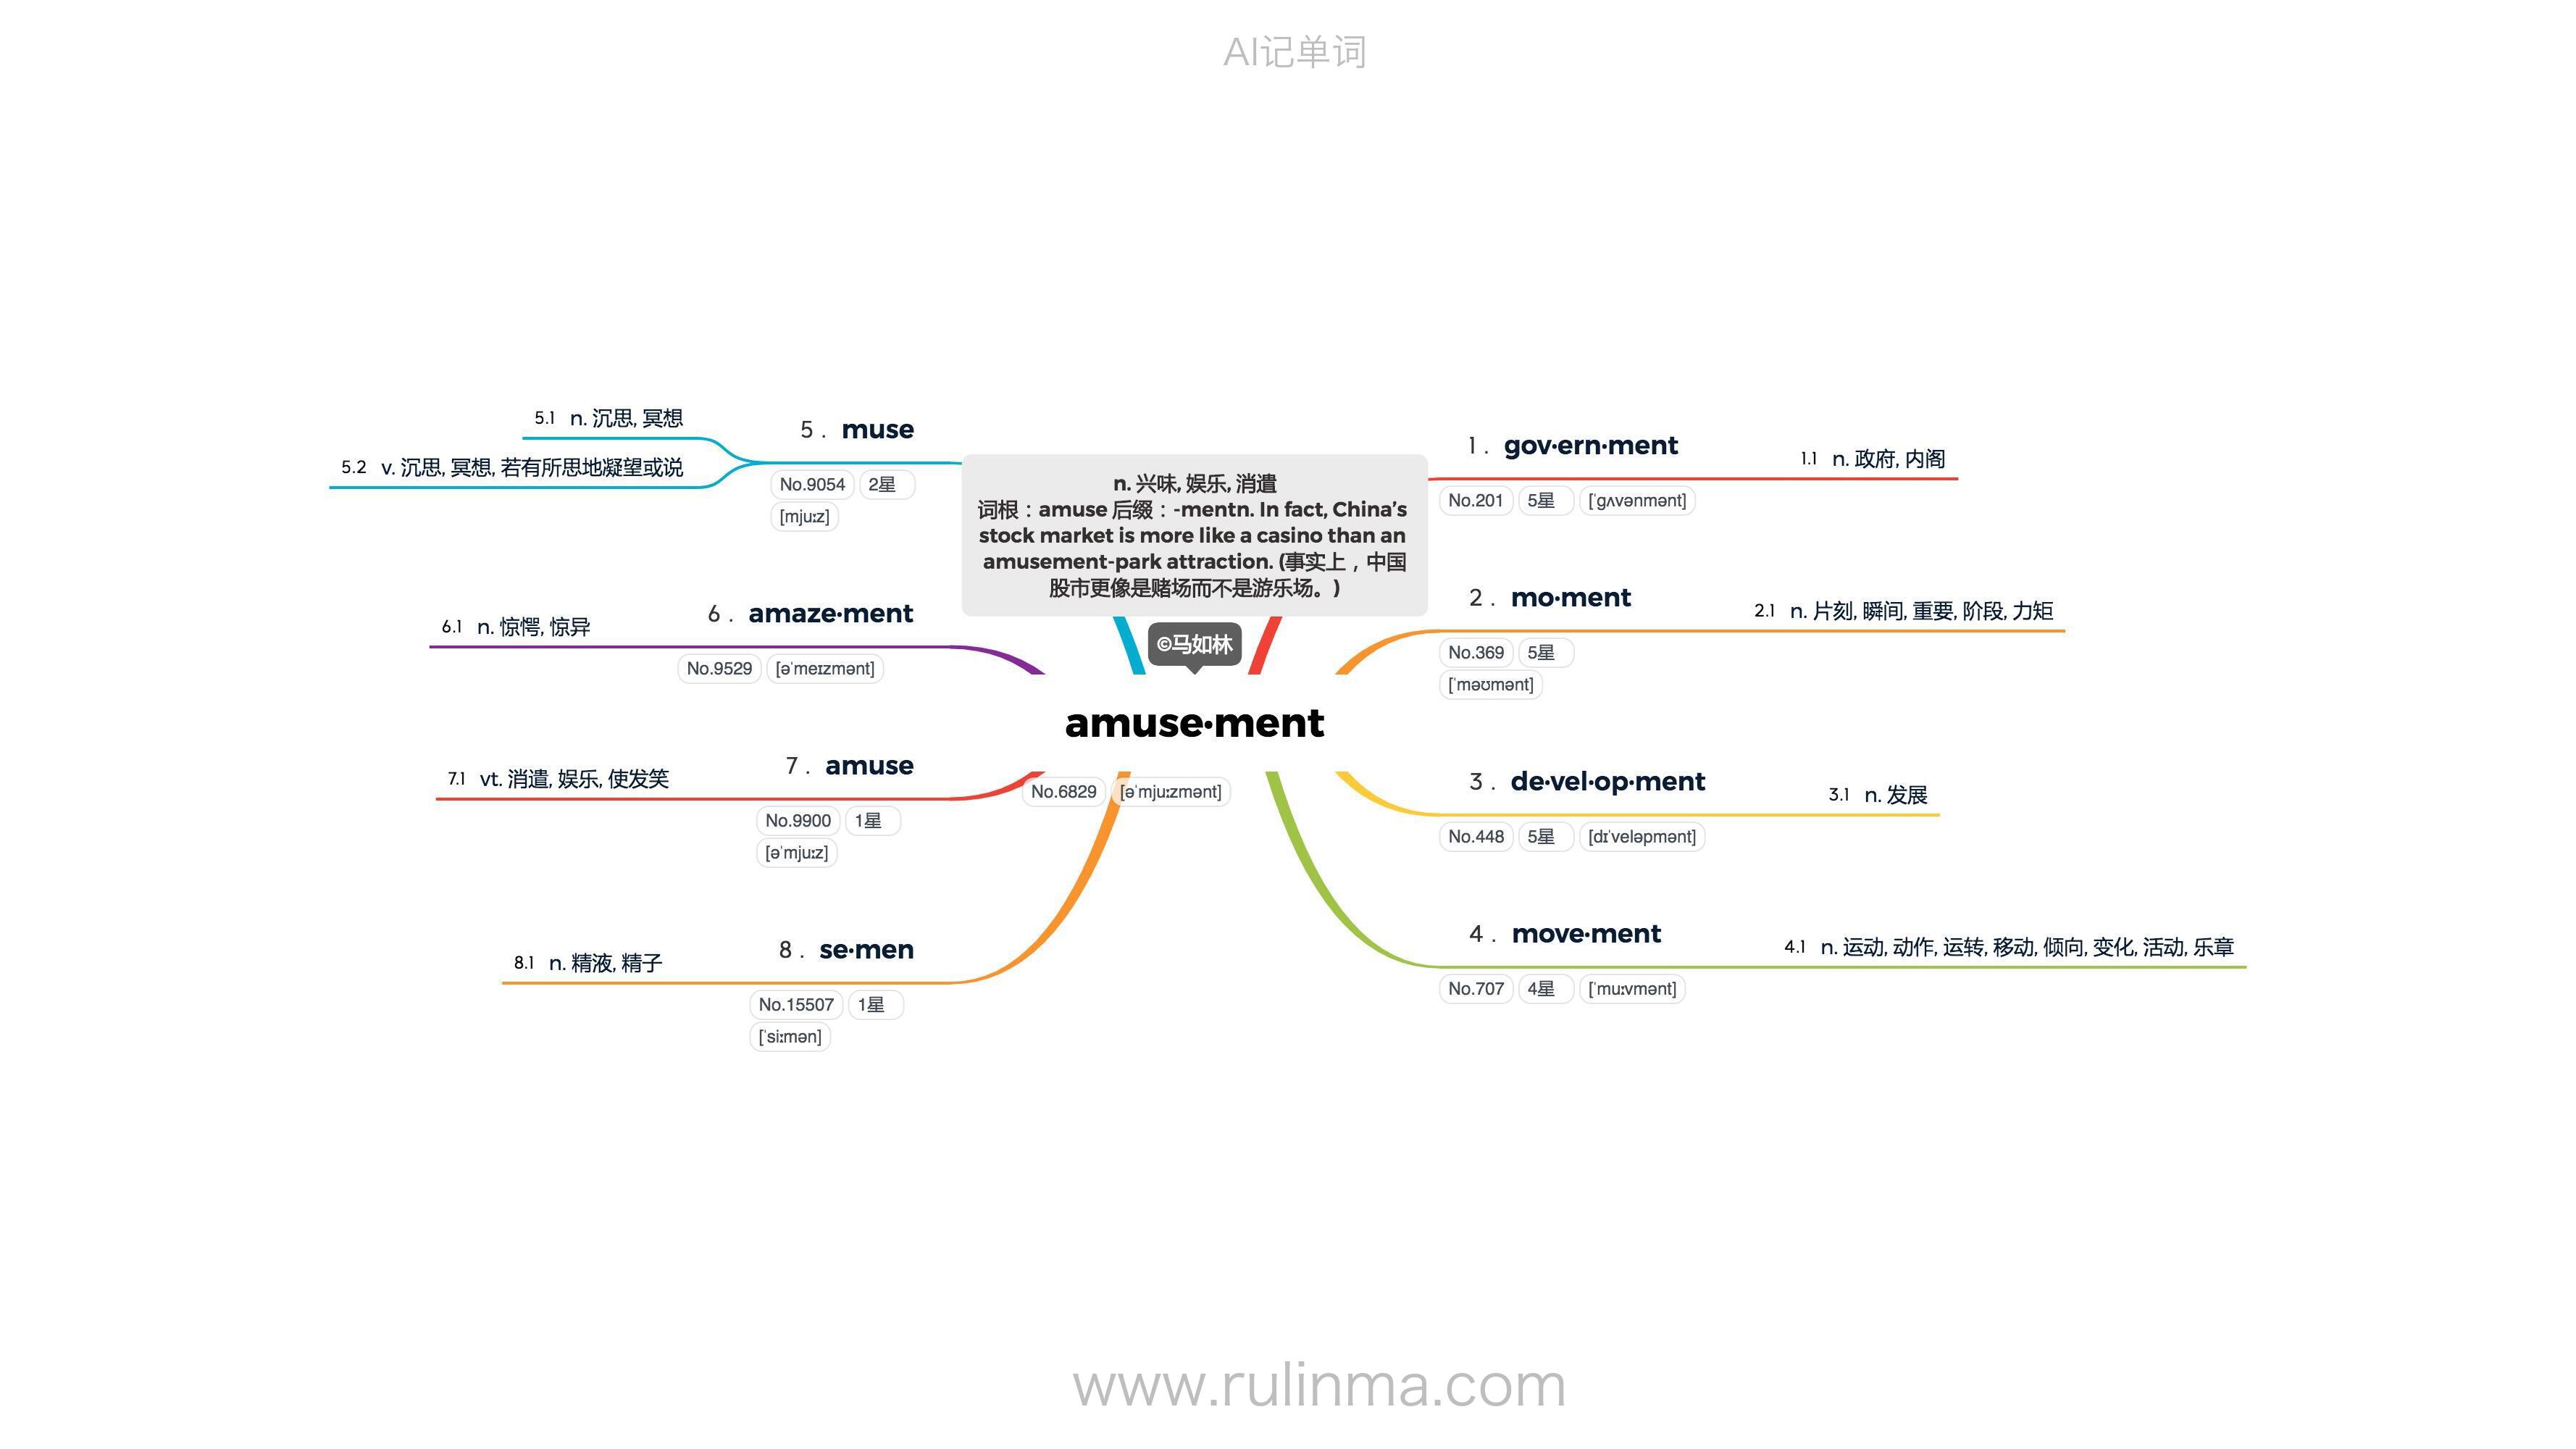 AI记单词
n. 兴味, 娱乐, 消遣
词根：amuse 后缀：-mentn. In fact, China’s
stock market is more like a casino than an
amusement-park attraction. (事实上，中国
股市更像是赌场而不是游乐场。)
©马如林
amuse·ment
No.6829 [əˈmjuːzmənt]
1. gov·ern·ment
No.201 5星 [ˈɡʌvənmənt]
1.1 n. 政府, 内阁
2. mo·ment
No.369 5星
[ˈməʊmənt]
2.1 n. 片刻, 瞬间, 重要, 阶段, 力矩
3. de·vel·op·ment
No.448 5星 [dɪˈveləpmənt]
3.1 n. 发展
4. move·ment
No.707 4星 [ˈmuːvmənt]
4.1 n. 运动, 动作, 运转, 移动, 倾向, 变化, 活动, 乐章
5. muse
No.9054 2星
[mjuːz]
5.1 n. 沉思, 冥想
5.2 v. 沉思, 冥想, 若有所思地凝望或说
6. amaze·ment
No.9529 [əˈmeɪzmənt]
6.1 n. 惊愕, 惊异
7. amuse
No.9900 1星
[əˈmjuːz]
7.1 vt. 消遣, 娱乐, 使发笑
8. se·men
No.15507 1星
[ˈsiːmən]
8.1 n. 精液, 精子
www.rulinma.com